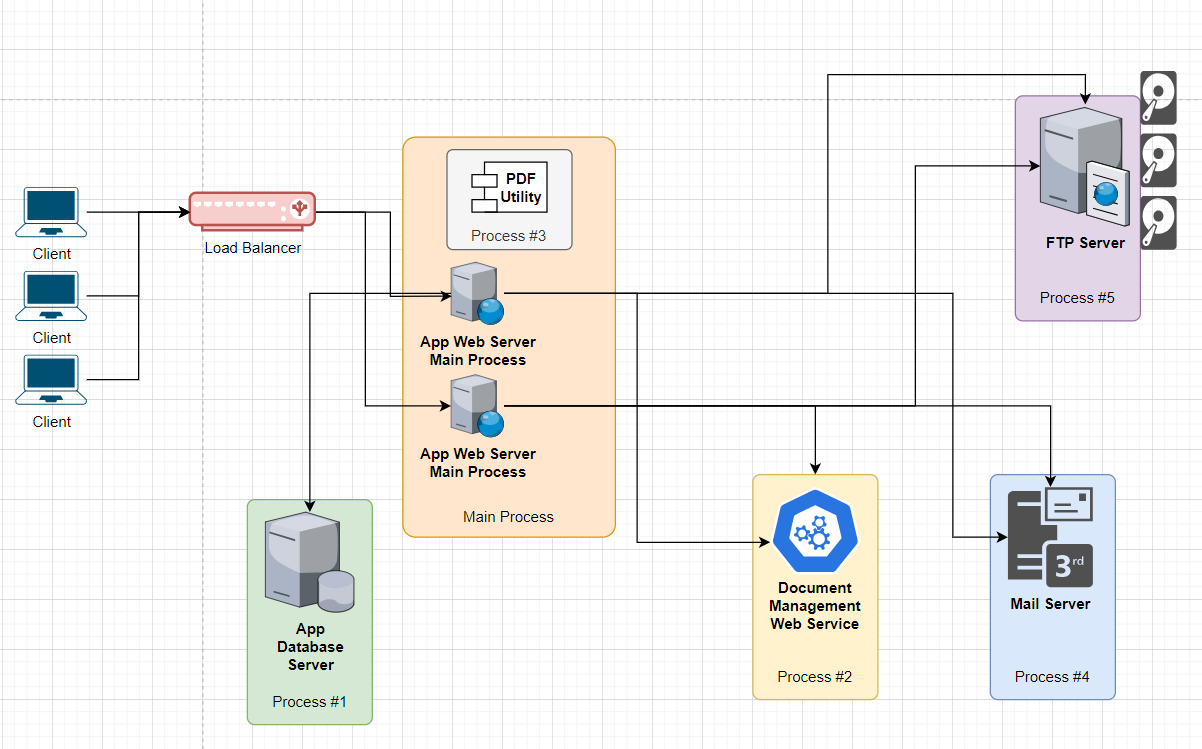 Client
Client
Client
Load Balancer
PDF
Utility
Process #3
App Web Server
Main Process
App Web Server
Main Process
Main Process
App
Database
Server
Process #1
Document
Management
Web Service
Process #2
FTP Server
Process #5
3rd
Mail Server
Process #4